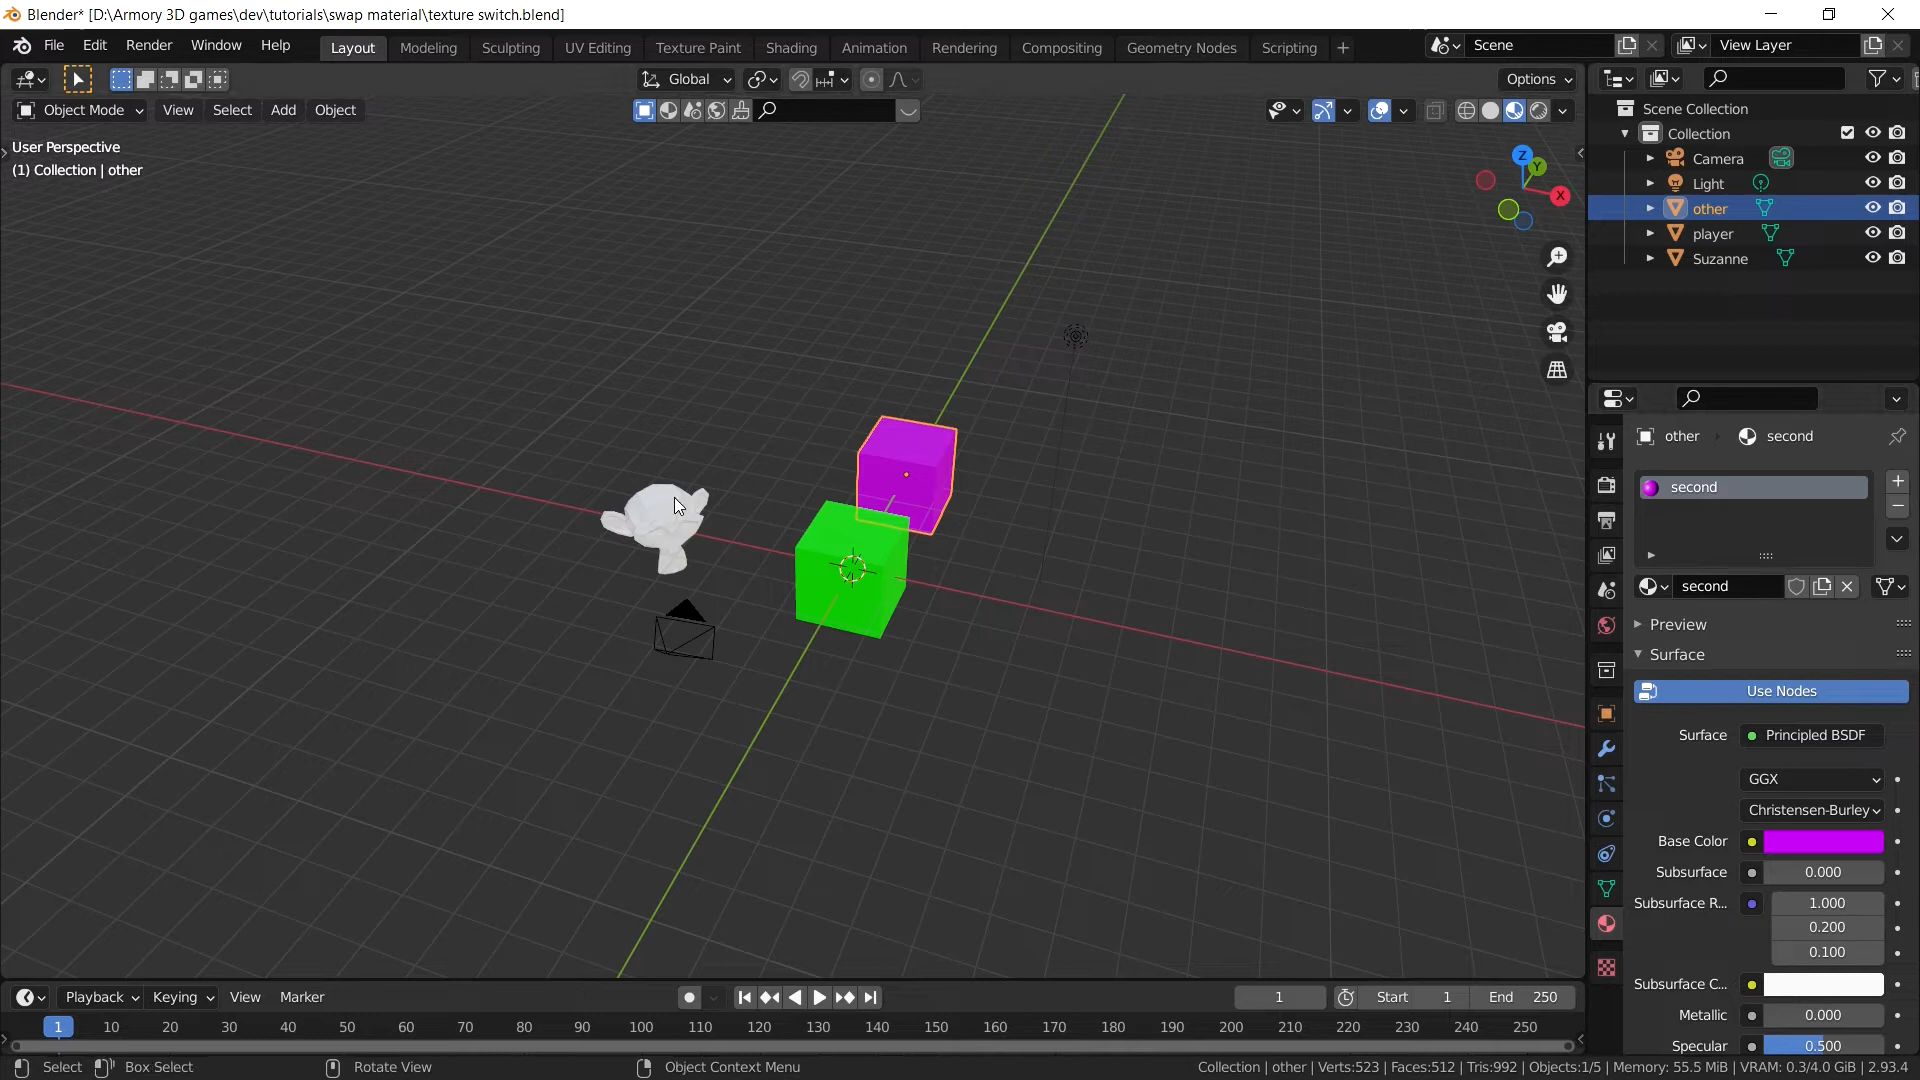 Blender* [D:\Armory 3D games\dev\tutorials\swap material\texture switch.blend]
File Edit Render Window Help Layout Modeling Sculpting UV Editing Texture Paint Shading Animation Rendering Compositing Geometry Nodes Scripting + Scene View Layer
Global Options
Object Mode View Select Add Object
User Perspective
(1) Collection | other
Z
Y
X
Scene Collection
Collection
Camera
Light
other
player
Suzanne
other second
second
second
Preview
Surface
Use Nodes
Surface Principled BSDF
GGX
Christensen-Burley
Base Color
Subsurface 0.000
Subsurface R... 1.000
0.200
0.100
Subsurface C...
Metallic 0.000
Specular 0.500
Playback Keying View Marker 1 Start 1 End 250
1 10 20 30 40 50 60 70 80 90 100 110 120 130 140 150 160 170 180 190 200 210 220 230 240 250
Select Box Select Rotate View Object Context Menu Collection | other | Verts:523 | Faces:512 | Tris:992 | Objects:1/5 | Memory: 55.5 MiB | VRAM: 0.3/4.0 GiB | 2.93.4